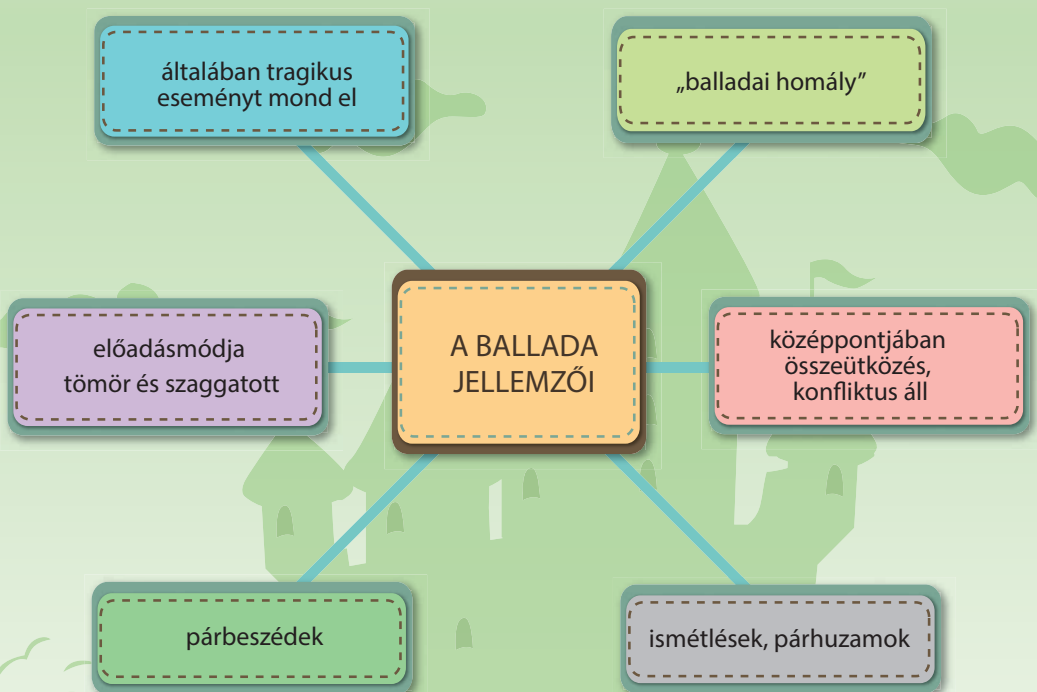 általában tragikus
eseményt mond el
„balladai homály”
A BALLADA
JELLEMZŐI
előadásmódja
tömör és szaggatott
középpontjában
összeütközés,
konfliktus áll
párbeszédek
ismétlések, párhuzamok